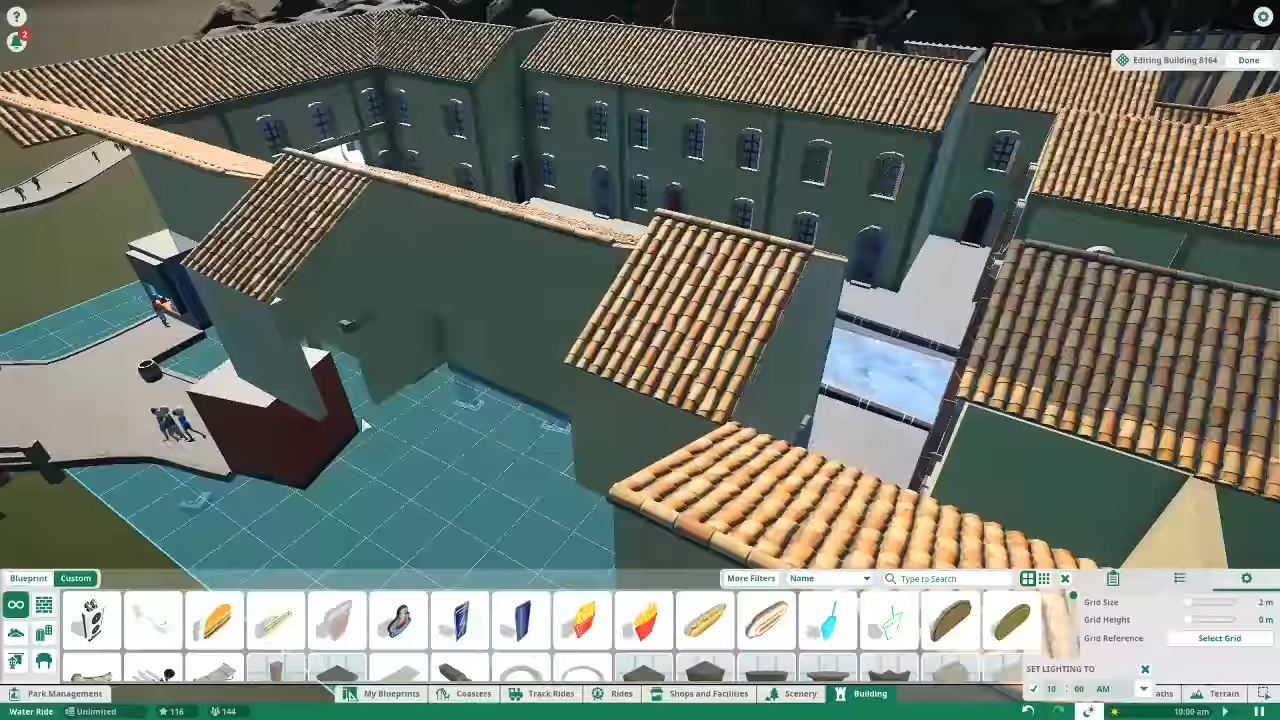 ?
2
Editing Building 8164
Done
Blueprint
Custom
More Filters
Name
Type to Search
Grid Size
2 m
Grid Height
0 m
Grid Reference
Select Grid
SET LIGHTING TO
10 : 00 AM
Park Management
My Blueprints
Coasters
Track Rides
Rides
Shops and Facilities
Scenery
Building
aths
Terrain
Water Ride
Unlimited
116
144
10:00 am